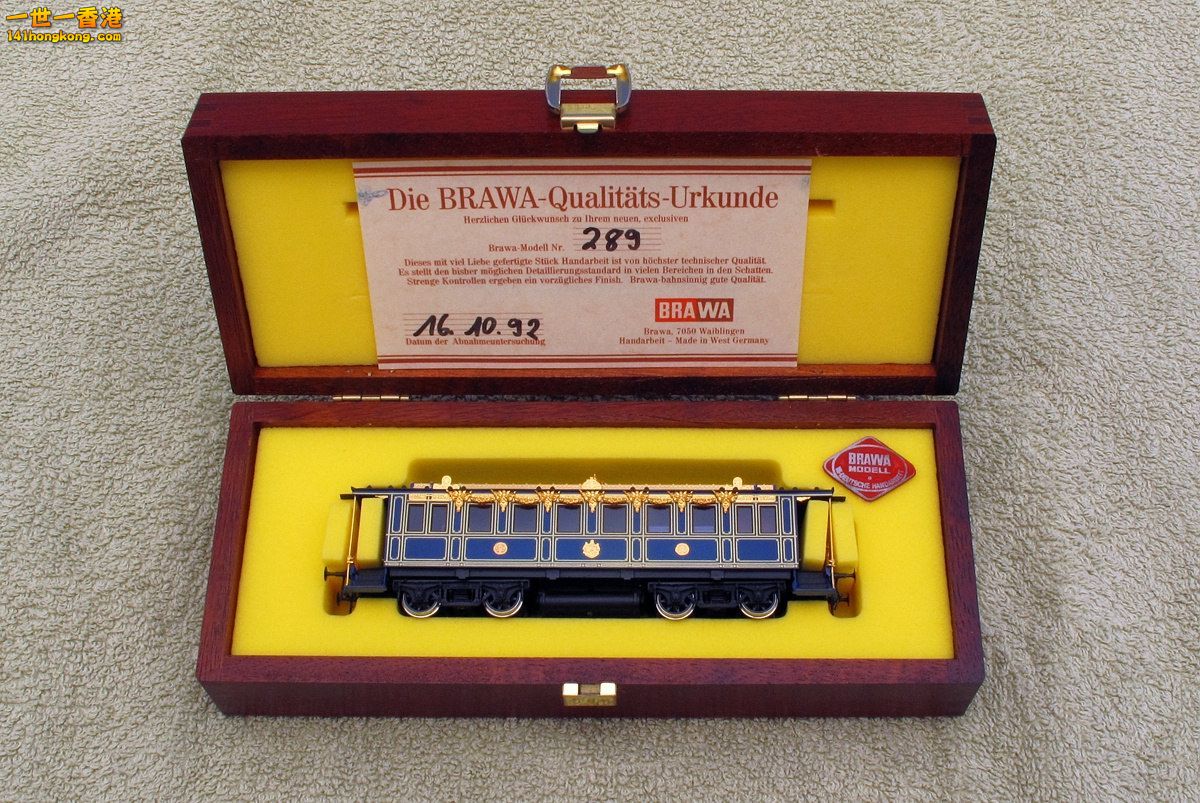 一世一香港
141hongkong.com
Die BRAWA-Qualitäts-Urkunde
Herzlichen Glückwunsch zu Ihrem neuen, exclusiven
Brawa-Modell Nr. 289
Dieses mit viel Liebe gefertigte Stück Handarbeit ist von höchster technischer Qualität.
Es stellt den bisher möglichen Detaillierungsstandard in vielen Bereichen in den Schatten.
Strenge Kontrollen ergeben ein vorzügliches Finish. Brawa-bahnsinnig gute Qualität.
16. 10. 92
Datum der Abnahmeuntersuchung
BRAWA
Brawa, 7050 Waiblingen
Handarbeit – Made in West Germany
BRAWA
MODELL
DEUTSCHE HANDARBEIT